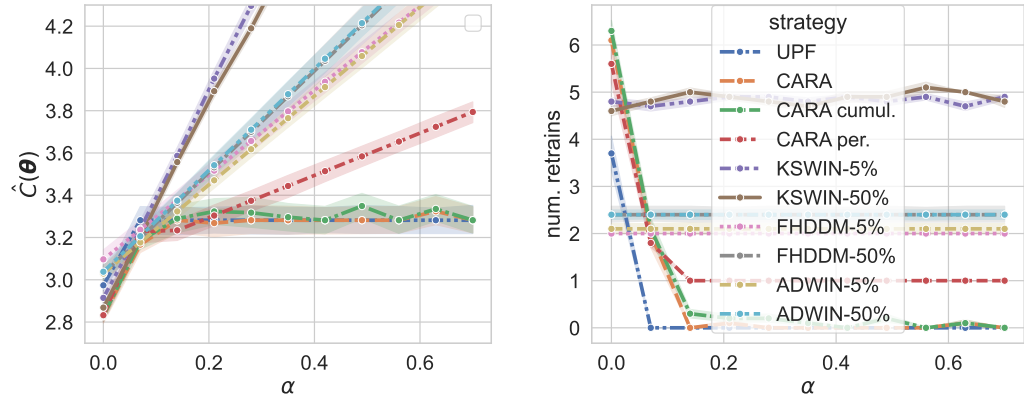 4.2
4.0
3.8
3.6
3.4
3.2
3.0
2.8
Ĉ(θ)
0.0 0.2 0.4 0.6
α
6
5
4
3
2
1
0
num. retrains
strategy
UPF
CARA
CARA cumul.
CARA per.
KSWIN-5%
KSWIN-50%
FHDDM-5%
FHDDM-50%
ADWIN-5%
ADWIN-50%
0.0 0.2 0.4 0.6
α